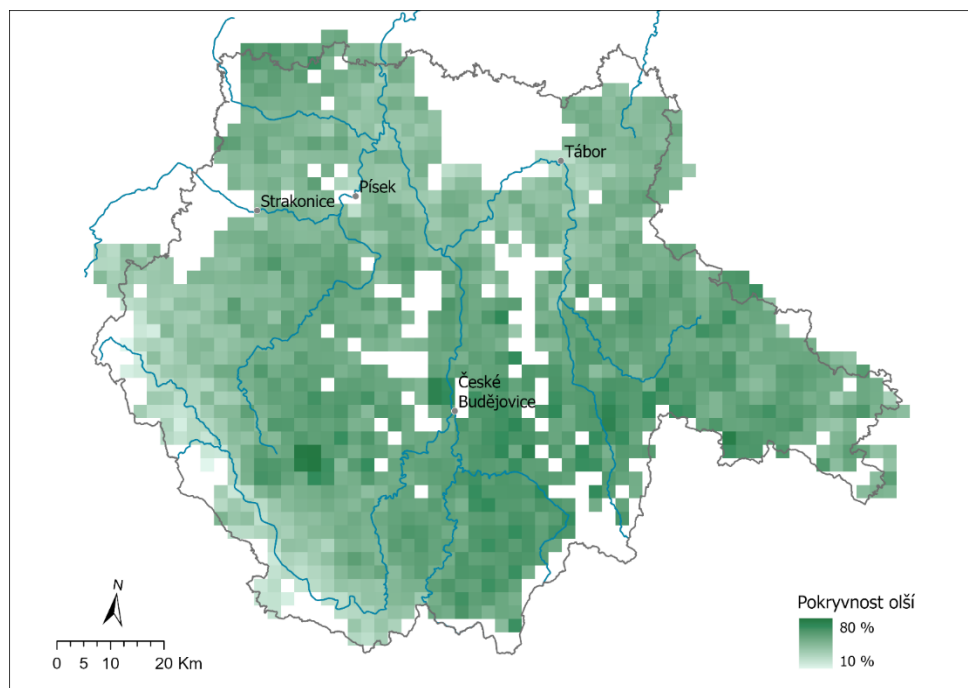 Tábor
Písek
Strakonice
České
Budějovice
N
0 5 10 20 Km
Pokryvnost olší
80 %
10 %